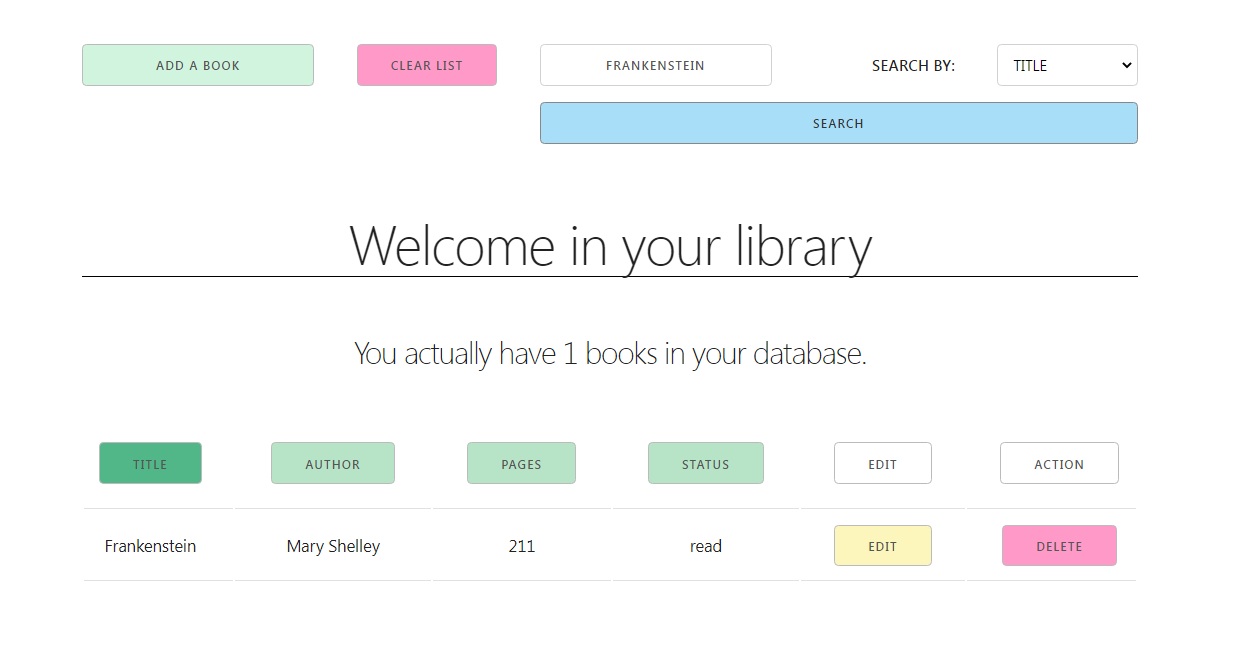 ADD A BOOK CLEAR LIST FRANKENSTEIN SEARCH BY: TITLE
SEARCH
Welcome in your library
You actually have 1 books in your database.
TITLE AUTHOR PAGES STATUS EDIT ACTION
Frankenstein Mary Shelley 211 read EDIT DELETE